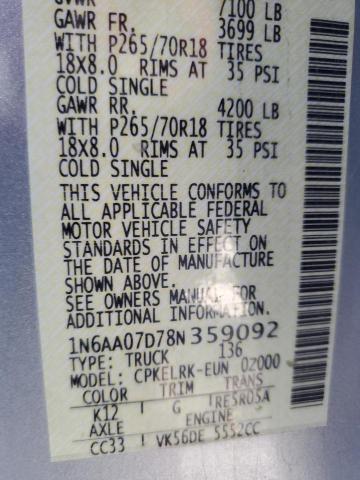 GVWR 7100 LB
GAWR FR. 3699 LB
WITH P265/70R18 TIRES
18X8.0 RIMS AT 35 PSI
COLD SINGLE
GAWR RR. 4200 LB
WITH P265/70R18 TIRES
18X8.0 RIMS AT 35 PSI
COLD SINGLE
THIS VEHICLE CONFORMS TO
ALL APPLICABLE FEDERAL
MOTOR VEHICLE SAFETY
STANDARDS IN EFFECT ON
THE DATE OF MANUFACTURE
SHOWN ABOVE.
SEE OWNERS MANUAL FOR
ADDITIONAL INFORMATION.
1N6AA07D78N359092
TYPE: TRUCK 136
MODEL: CPKELRK-EUN 02000
COLOR TRIM TRANS
K12 G RE5R05A
AXLE ENGINE
CC33 VK56DE 5552CC